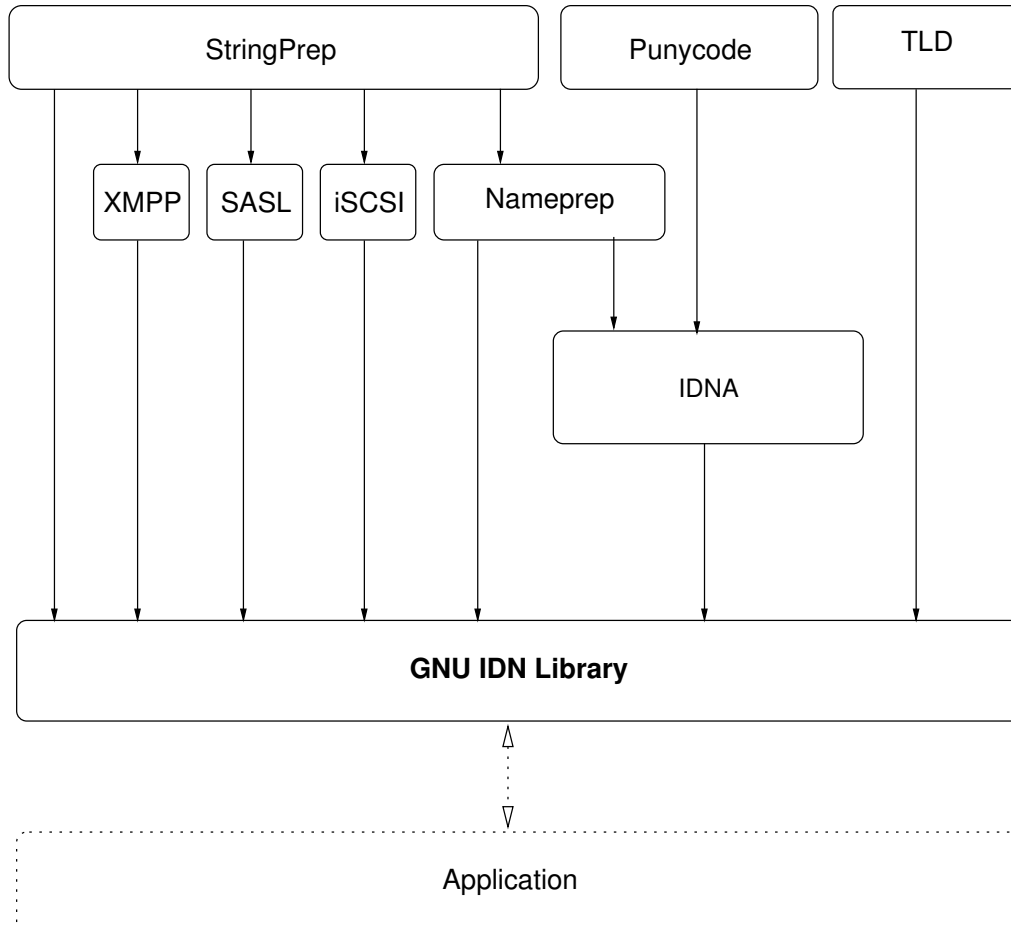 StringPrep
Punycode
TLD
XMPP
SASL
iSCSI
Nameprep
IDNA
GNU IDN Library
Application